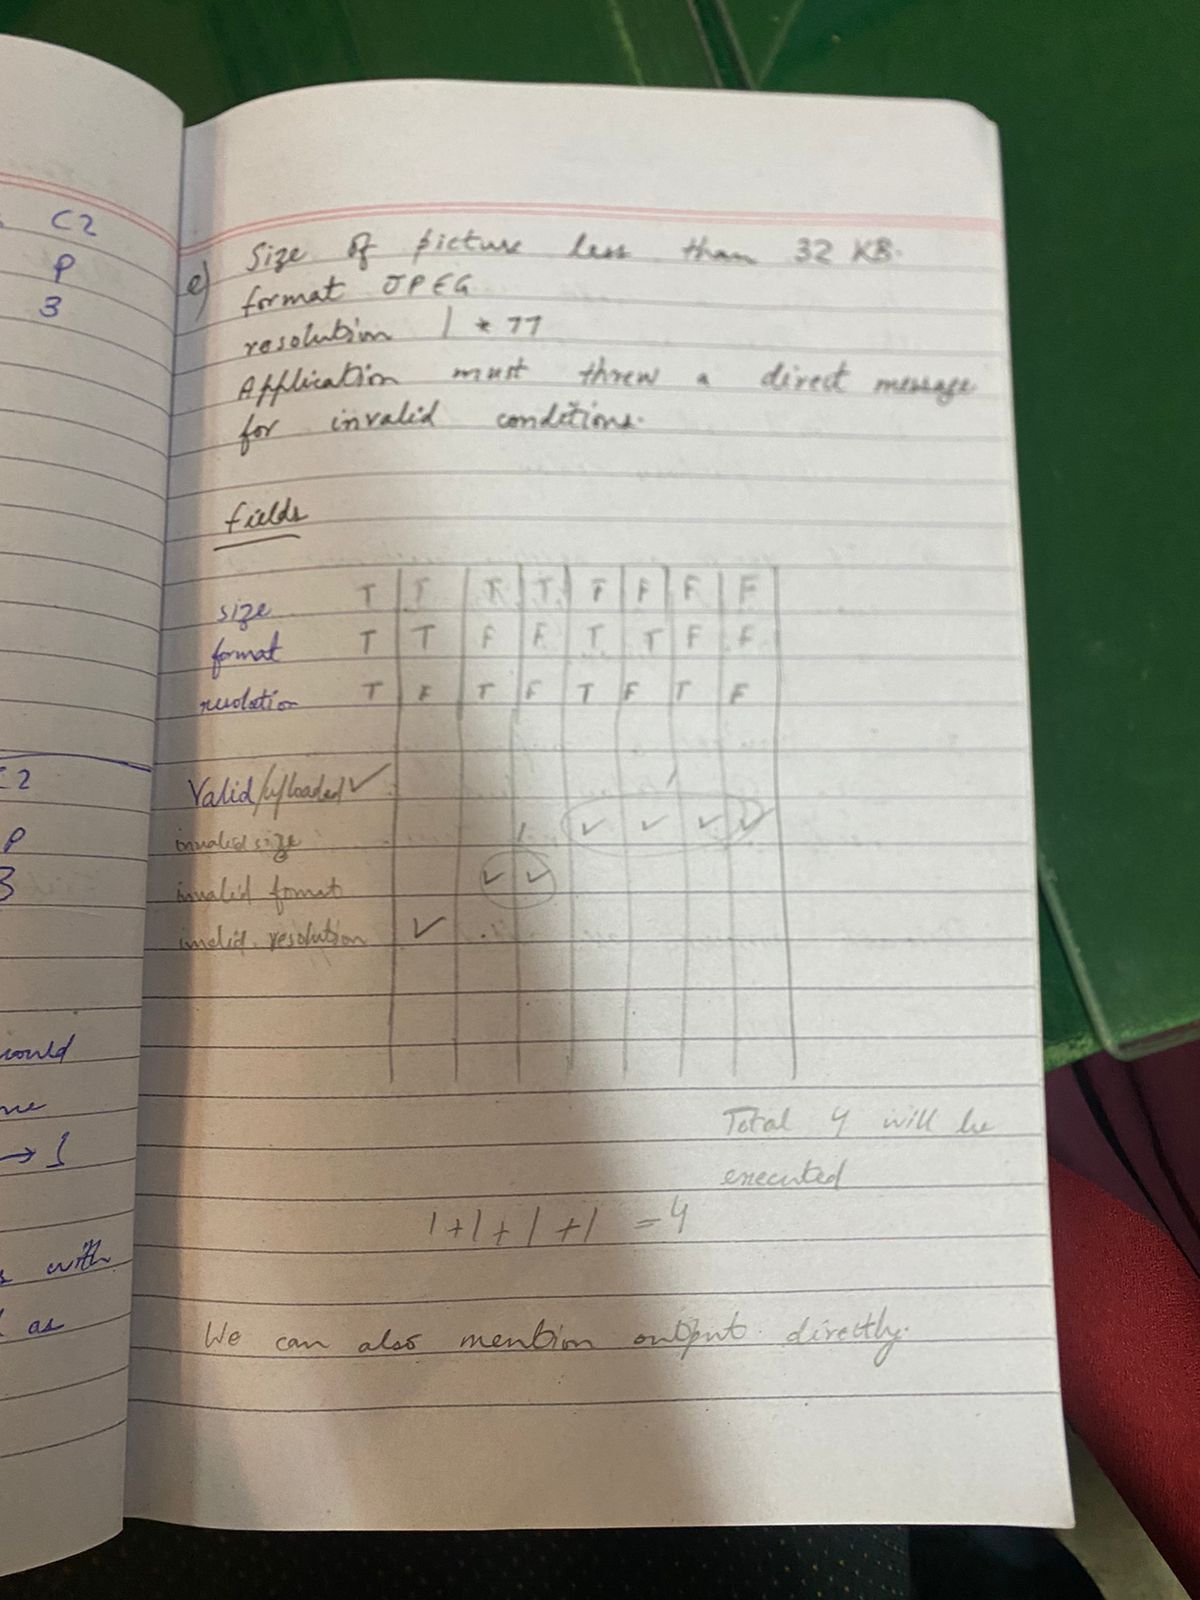 C2
P
3
C2
P
3
would
→ 1
with
as
e) Size of picture less than 32 KB.
format JPEG
resolution 1 * 77
Application must threw a direct message
for invalid conditions.
fields
size T T T T F F F F
format T T F F T T F F
resolution T F T F T F T F
Valid/uploaded ✓
invalid size ✓ ✓ ✓ ✓
invalid format ✓ ✓
invalid resolution ✓
Total 4 will be
executed
1+1+1+1 = 4
We can also mention output directly.